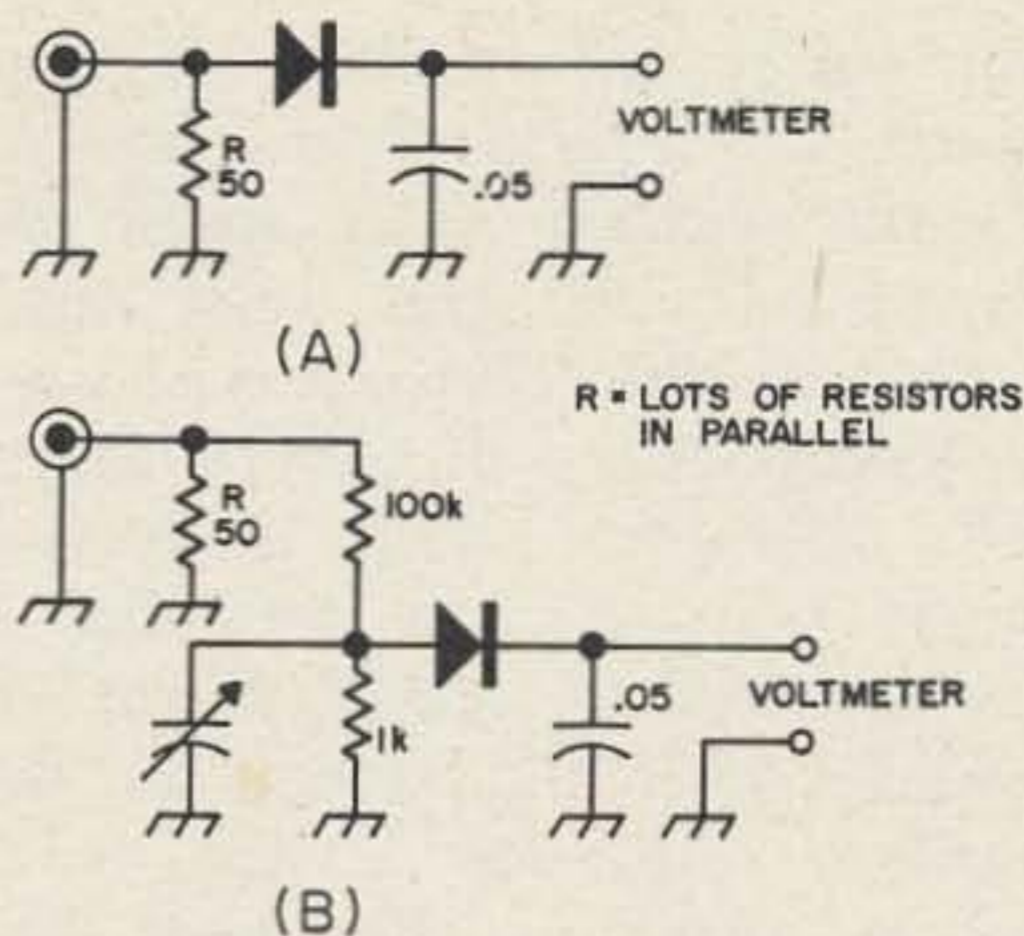 R
50
.05
VOLTMETER
(A)
R = LOTS OF RESISTORS
IN PARALLEL
R
50
100k
1k
.05
VOLTMETER
(B)